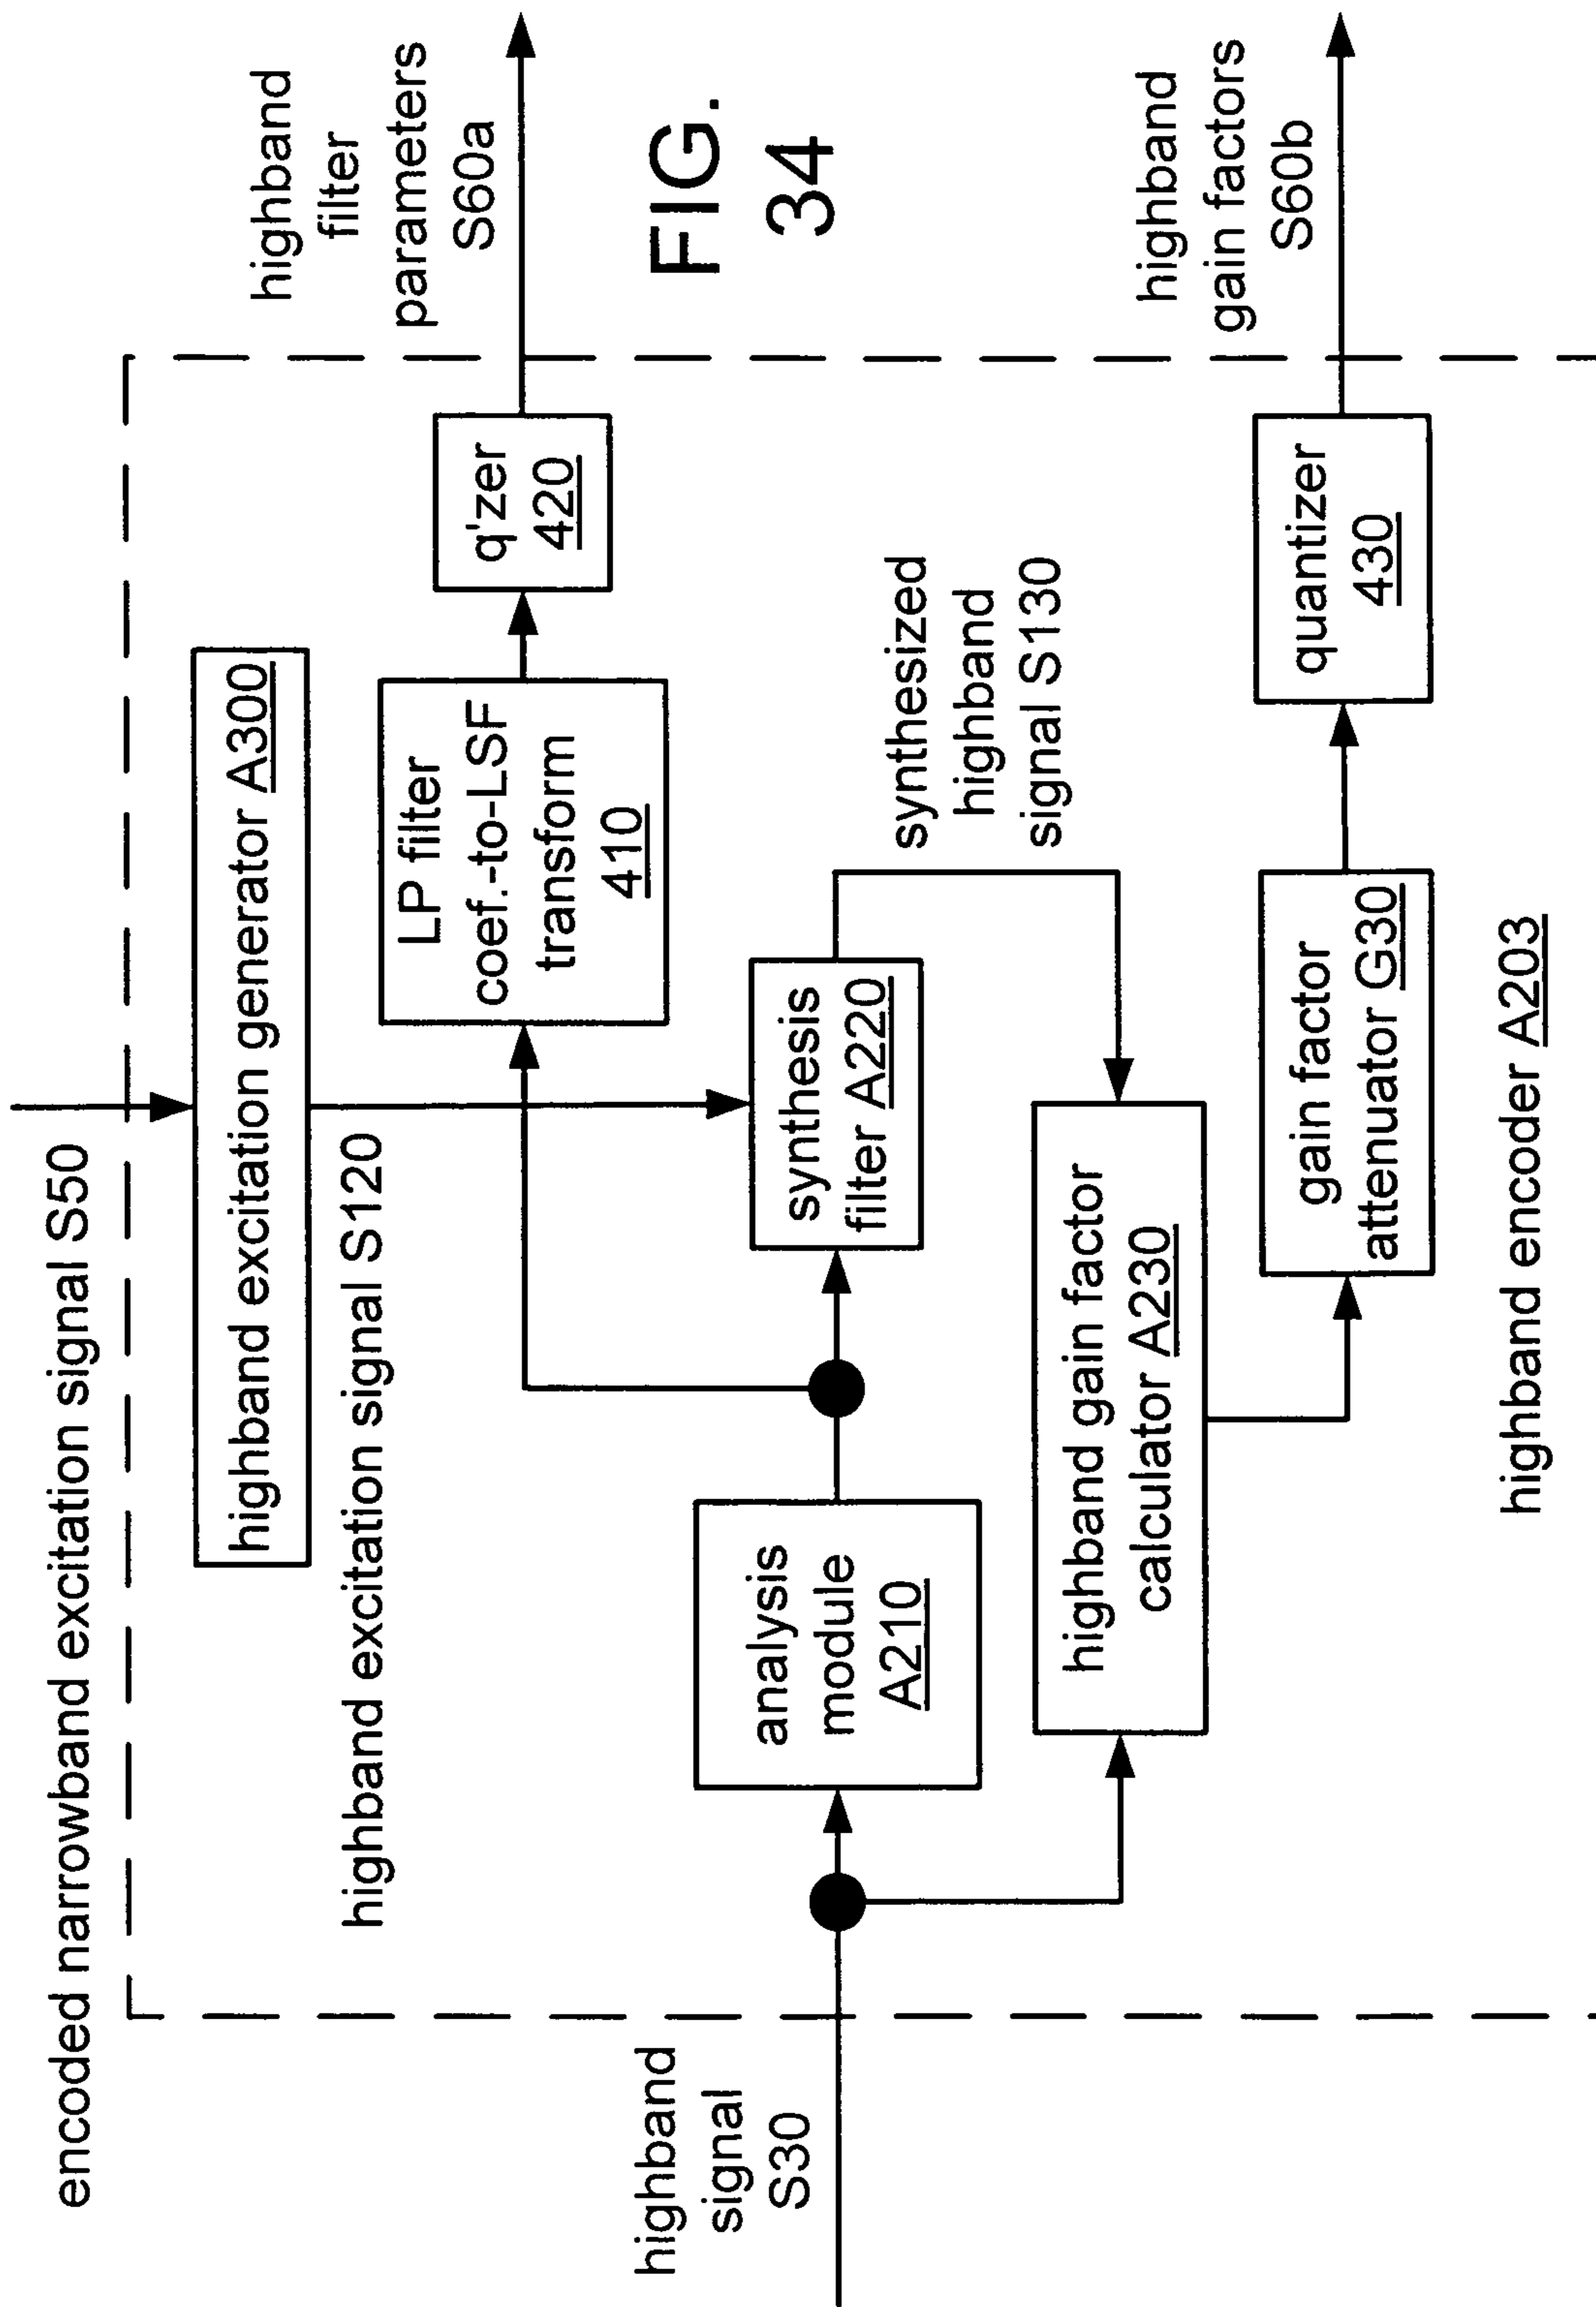 encoded narrowband excitation signal S50
highband excitation generator A300
highband excitation signal S120
highband
filter
parameters
S60a
LP filter
coef.-to-LSF
transform
410
q'zer
420
FIG.
34
highband
signal
S30
analysis
module
A210
synthesis
filter A220
synthesized
highband
signal S130
highband gain factor
calculator A230
gain factor
attenuator G30
quantizer
430
highband
gain factors
S60b
highband encoder A203